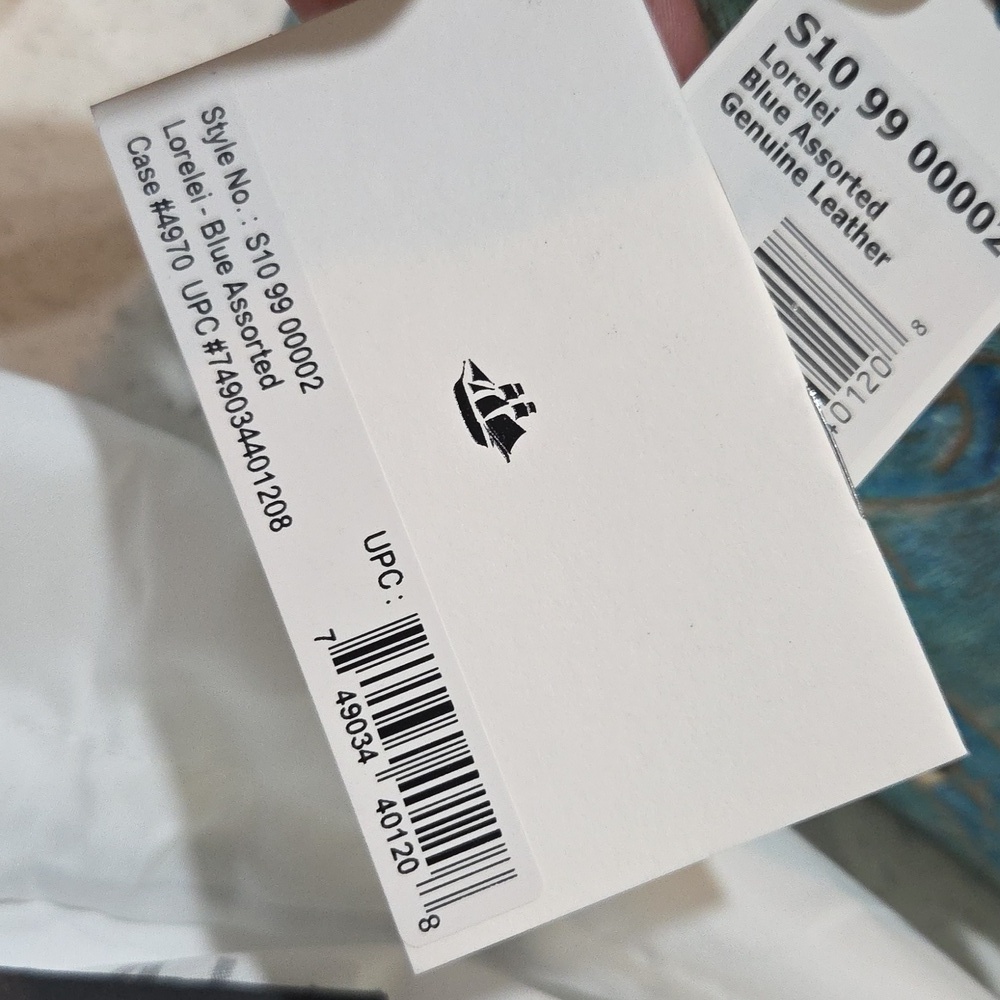 Style No. : S10 99 00002
Lorelei - Blue Assorted
Case #4970 UPC #749034401208
UPC :
7 49034 40120 8
S10 99 00002
Lorelei
Blue Assorted
Genuine Leather
40120 8